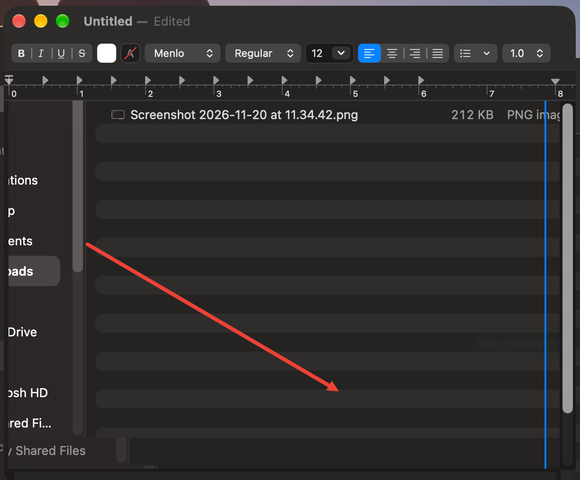 Untitled — Edited
B I U S A Menlo Regular 12 1.0
0 1 2 3 4 5 6 7 8
Screenshot 2026-11-20 at 11.34.42.png 212 KB PNG imag
tions
p
ents
oads
Drive
osh HD
ared Fi...
y Shared Files